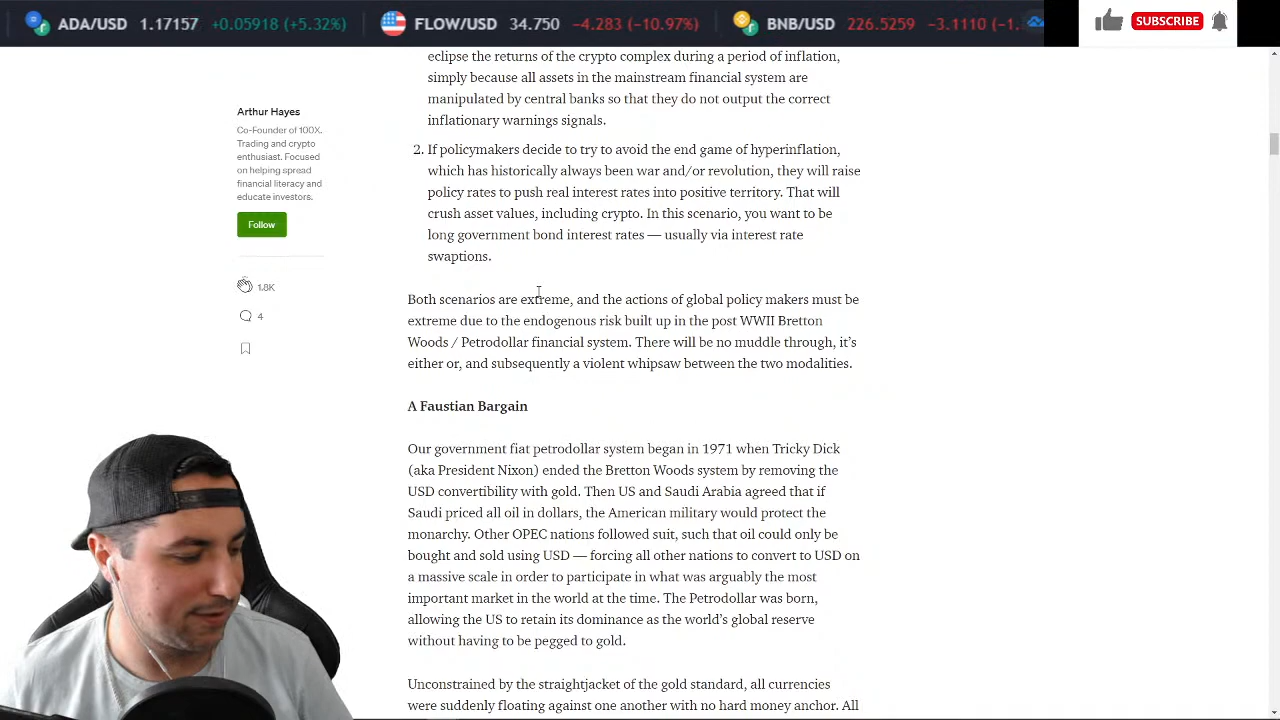 ADA/USD 1.17157 +0.05918 (+5.32%) FLOW/USD 34.750 −4.283 (−10.97%) BNB/USD 226.5259 −3.1110 (−1.
SUBSCRIBE
eclipse the returns of the crypto complex during a period of inflation,
simply because all assets in the mainstream financial system are
manipulated by central banks so that they do not output the correct
inflationary warnings signals.
2. If policymakers decide to try to avoid the end game of hyperinflation,
which has historically always been war and/or revolution, they will raise
policy rates to push real interest rates into positive territory. That will
crush asset values, including crypto. In this scenario, you want to be
long government bond interest rates — usually via interest rate
swaptions.
Both scenarios are extreme, and the actions of global policy makers must be
extreme due to the endogenous risk built up in the post WWII Bretton
Woods / Petrodollar financial system. There will be no muddle through, it's
either or, and subsequently a violent whipsaw between the two modalities.
A Faustian Bargain
Our government fiat petrodollar system began in 1971 when Tricky Dick
(aka President Nixon) ended the Bretton Woods system by removing the
USD convertibility with gold. Then US and Saudi Arabia agreed that if
Saudi priced all oil in dollars, the American military would protect the
monarchy. Other OPEC nations followed suit, such that oil could only be
bought and sold using USD — forcing all other nations to convert to USD on
a massive scale in order to participate in what was arguably the most
important market in the world at the time. The Petrodollar was born,
allowing the US to retain its dominance as the world's global reserve
without having to be pegged to gold.
Unconstrained by the straightjacket of the gold standard, all currencies
were suddenly floating against one another with no hard money anchor. All
Arthur Hayes
Co-Founder of 100X.
Trading and crypto
enthusiast. Focused
on helping spread
financial literacy and
educate investors.
Follow
1.8K
4